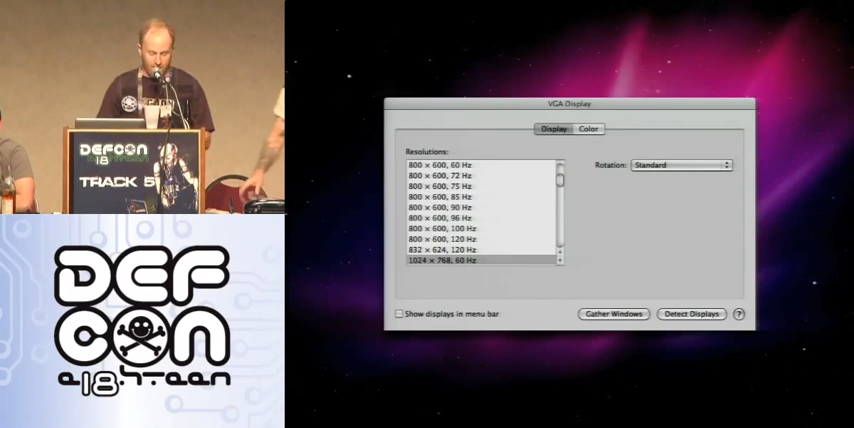 DEFCON
18
TRACK 5
DEF
CON
e18hteen
VGA Display
Display
Color
Resolutions:
800 × 600, 60 Hz
800 × 600, 72 Hz
800 × 600, 75 Hz
800 × 600, 85 Hz
800 × 600, 90 Hz
800 × 600, 96 Hz
800 × 600, 100 Hz
800 × 600, 120 Hz
832 × 624, 120 Hz
1024 × 768, 60 Hz
Rotation: Standard
Show displays in menu bar
Gather Windows
Detect Displays
?